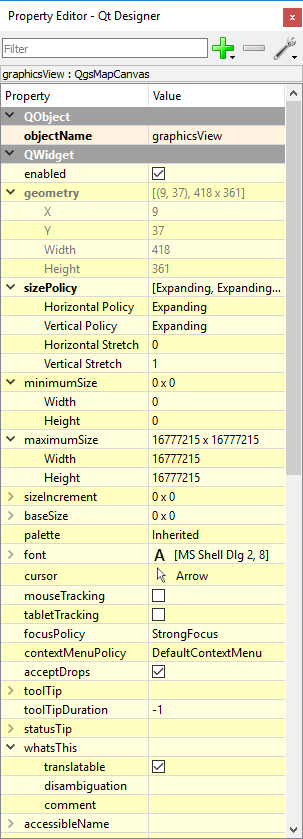 Property Editor - Qt Designer
Filter
graphicsView : QgsMapCanvas
Property Value
QObject
objectName graphicsView
QWidget
enabled
geometry [(9, 37), 418 x 361]
X 9
Y 37
Width 418
Height 361
sizePolicy [Expanding, Expanding...
Horizontal Policy Expanding
Vertical Policy Expanding
Horizontal Stretch 0
Vertical Stretch 1
minimumSize 0 x 0
Width 0
Height 0
maximumSize 16777215 x 16777215
Width 16777215
Height 16777215
sizeIncrement 0 x 0
baseSize 0 x 0
palette Inherited
font A [MS Shell Dlg 2, 8]
cursor Arrow
mouseTracking
tabletTracking
focusPolicy StrongFocus
contextMenuPolicy DefaultContextMenu
acceptDrops
toolTip
toolTipDuration -1
statusTip
whatsThis
translatable
disambiguation
comment
accessibleName